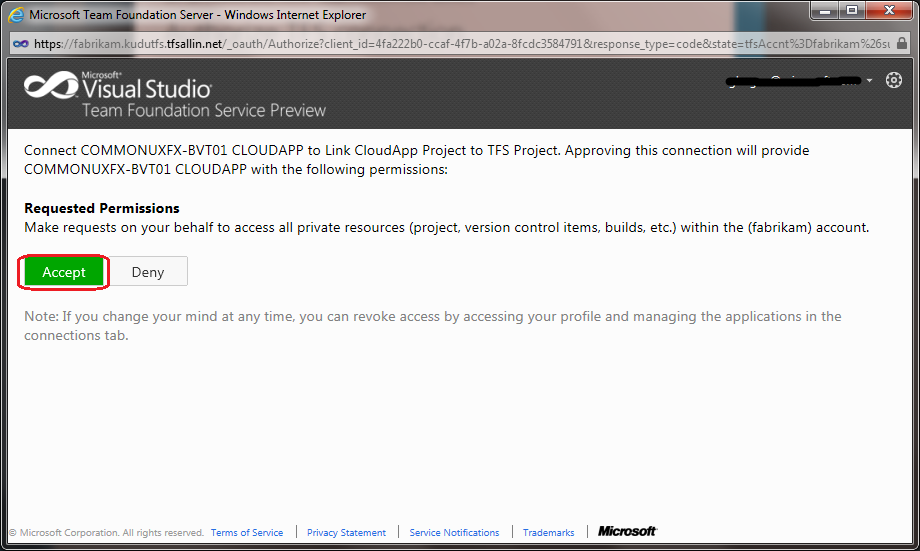 Microsoft Team Foundation Server - Windows Internet Explorer
https://fabrikam.kudutfs.tfsallin.net/_oauth/Authorize?client_id=4fa222b0-ccaf-4f7b-a02a-8fcdc3584791&response_type=code&state=tfsAccnt%3Dfabrikam%26su
Microsoft®
Visual Studio®
Team Foundation Service Preview
Connect COMMONUXFX-BVT01 CLOUDAPP to Link CloudApp Project to TFS Project. Approving this connection will provide
COMMONUXFX-BVT01 CLOUDAPP with the following permissions:
Requested Permissions
Make requests on your behalf to access all private resources (project, version control items, builds, etc.) within the (fabrikam) account.
Accept Deny
Note: If you change your mind at any time, you can revoke access by accessing your profile and managing the applications in the
connections tab.
© Microsoft Corporation. All rights reserved. Terms of Service | Privacy Statement | Service Notifications | Trademarks | Microsoft